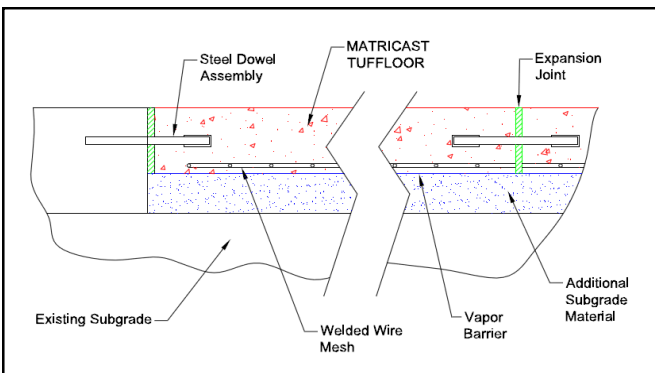 Steel Dowel
Assembly
MATRICAST
TUFFLOOR
Expansion
Joint
Existing Subgrade
Welded Wire
Mesh
Vapor
Barrier
Additional
Subgrade
Material